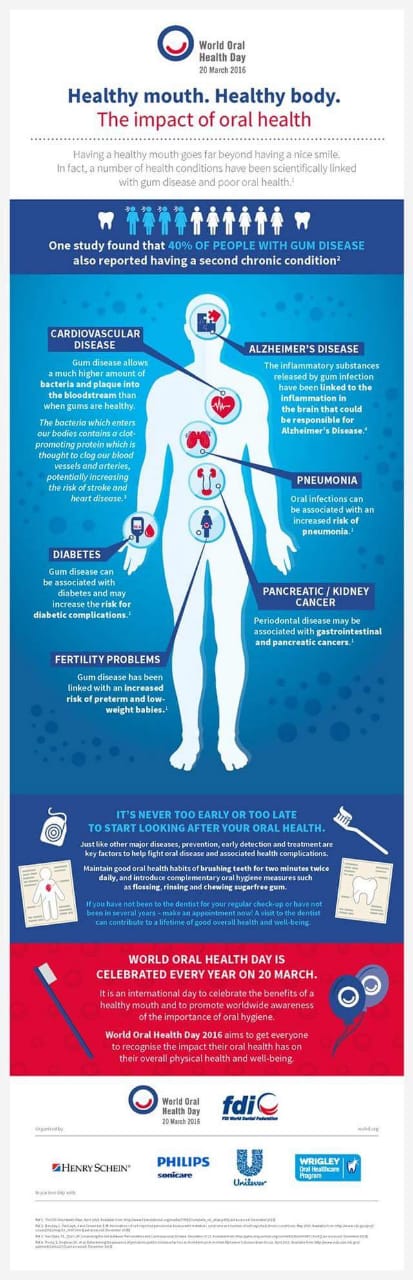 World Oral
Health Day
20 March 2016
Healthy mouth. Healthy body.
The impact of oral health
Having a healthy mouth goes far beyond having a nice smile.
In fact, a number of health conditions have been scientifically linked
with gum disease and poor oral health.¹
One study found that 40% OF PEOPLE WITH GUM DISEASE
also reported having a second chronic condition²
CARDIOVASCULAR
DISEASE
Gum disease allows
a much higher amount of
bacteria and plaque into
the bloodstream than
when gums are healthy.
The bacteria which enters
our bodies contains a clot-
promoting protein which is
thought to clog our blood
vessels and arteries,
potentially increasing
the risk of stroke and
heart disease.³
ALZHEIMER'S DISEASE
The inflammatory substances
released by gum infection
have been linked to the
inflammation in
the brain that could
be responsible for
Alzheimer's Disease.⁴
PNEUMONIA
Oral infections can
be associated with an
increased risk of
pneumonia.¹
DIABETES
Gum disease can
be associated with
diabetes and may
increase the risk for
diabetic complications.¹
PANCREATIC / KIDNEY
CANCER
Periodontal disease may be
associated with gastrointestinal
and pancreatic cancers.¹
FERTILITY PROBLEMS
Gum disease has been
linked with an increased
risk of preterm and low-
weight babies.¹
IT'S NEVER TOO EARLY OR TOO LATE
TO START LOOKING AFTER YOUR ORAL HEALTH.
Just like other major diseases, prevention, early detection and treatment are
key factors to help fight oral disease and associated health complications.
Maintain good oral health habits of brushing teeth for two minutes twice
daily, and introduce complementary oral hygiene measures such
as flossing, rinsing and chewing sugarfree gum.
If you have not been to the dentist for your regular check-up or have not
been in several years – make an appointment now! A visit to the dentist
can contribute to a lifetime of good overall health and well-being.
WORLD ORAL HEALTH DAY IS
CELEBRATED EVERY YEAR ON 20 MARCH.
It is an international day to celebrate the benefits of a
healthy mouth and to promote worldwide awareness
of the importance of oral hygiene.
World Oral Health Day 2016 aims to get everyone
to recognise the impact their oral health has on
their overall physical health and well-being.
World Oral
Health Day
20 March 2016
fdi
FDI World Dental Federation
Organized by
HENRY SCHEIN®
PHILIPS
sonicare
Unilever
WRIGLEY
Oral Healthcare
Program
In partnership with